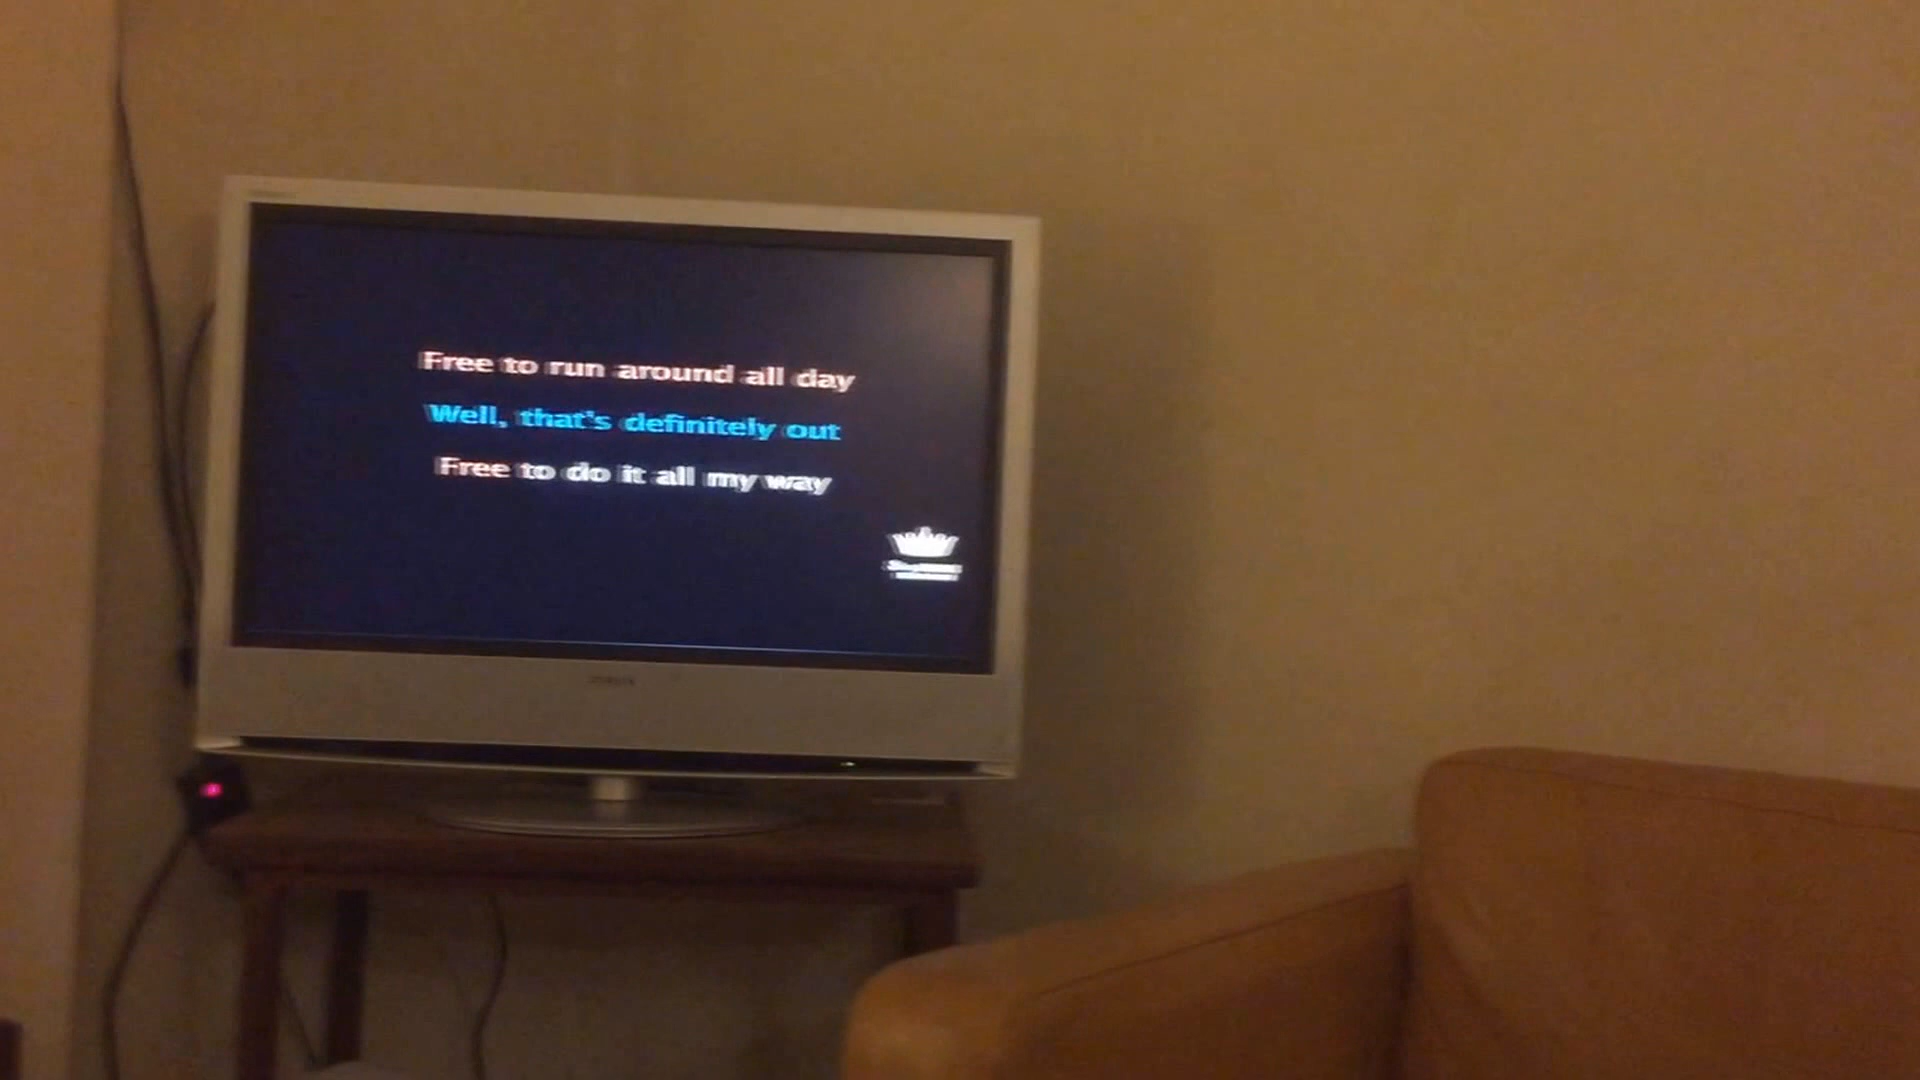 Free to run around all day
Well, that's definitely out
Free to do it all my way